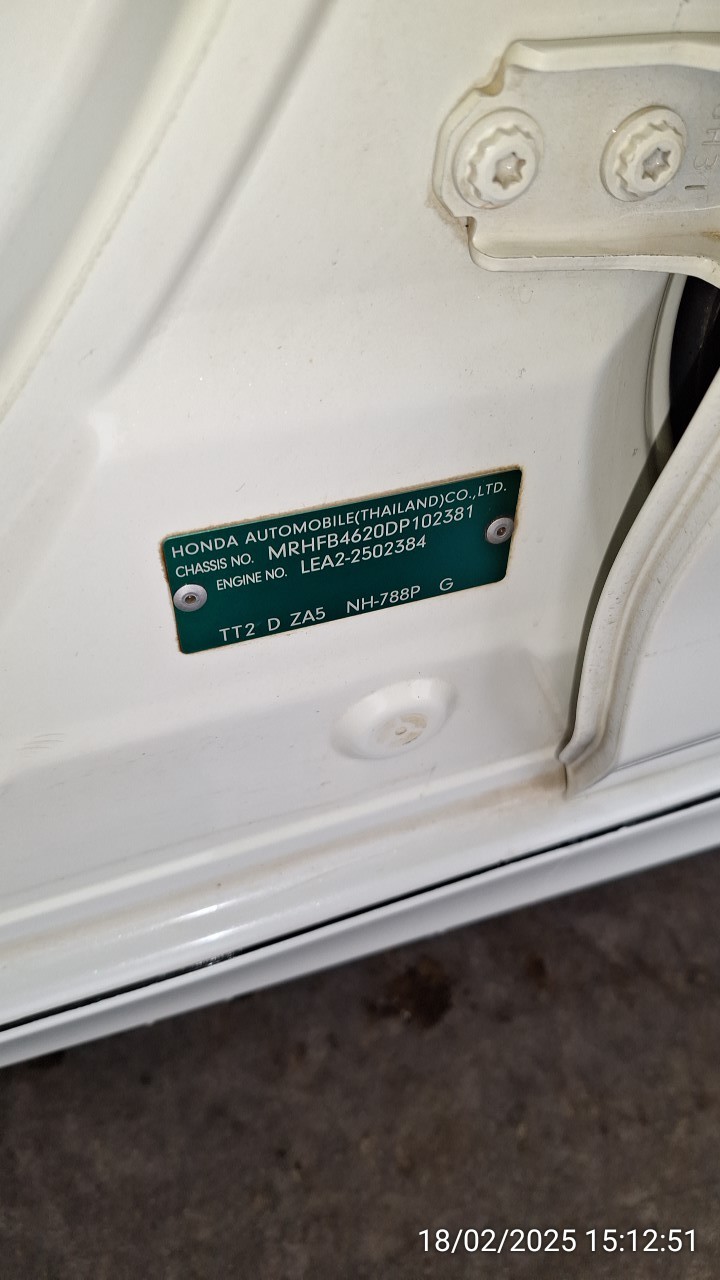 HONDA AUTOMOBILE(THAILAND)CO.,LTD.
CHASSIS NO. MRHFB4620DP102381
ENGINE NO. LEA2-2502384
TT2 D ZA5 NH-788P G
18/02/2025 15:12:51